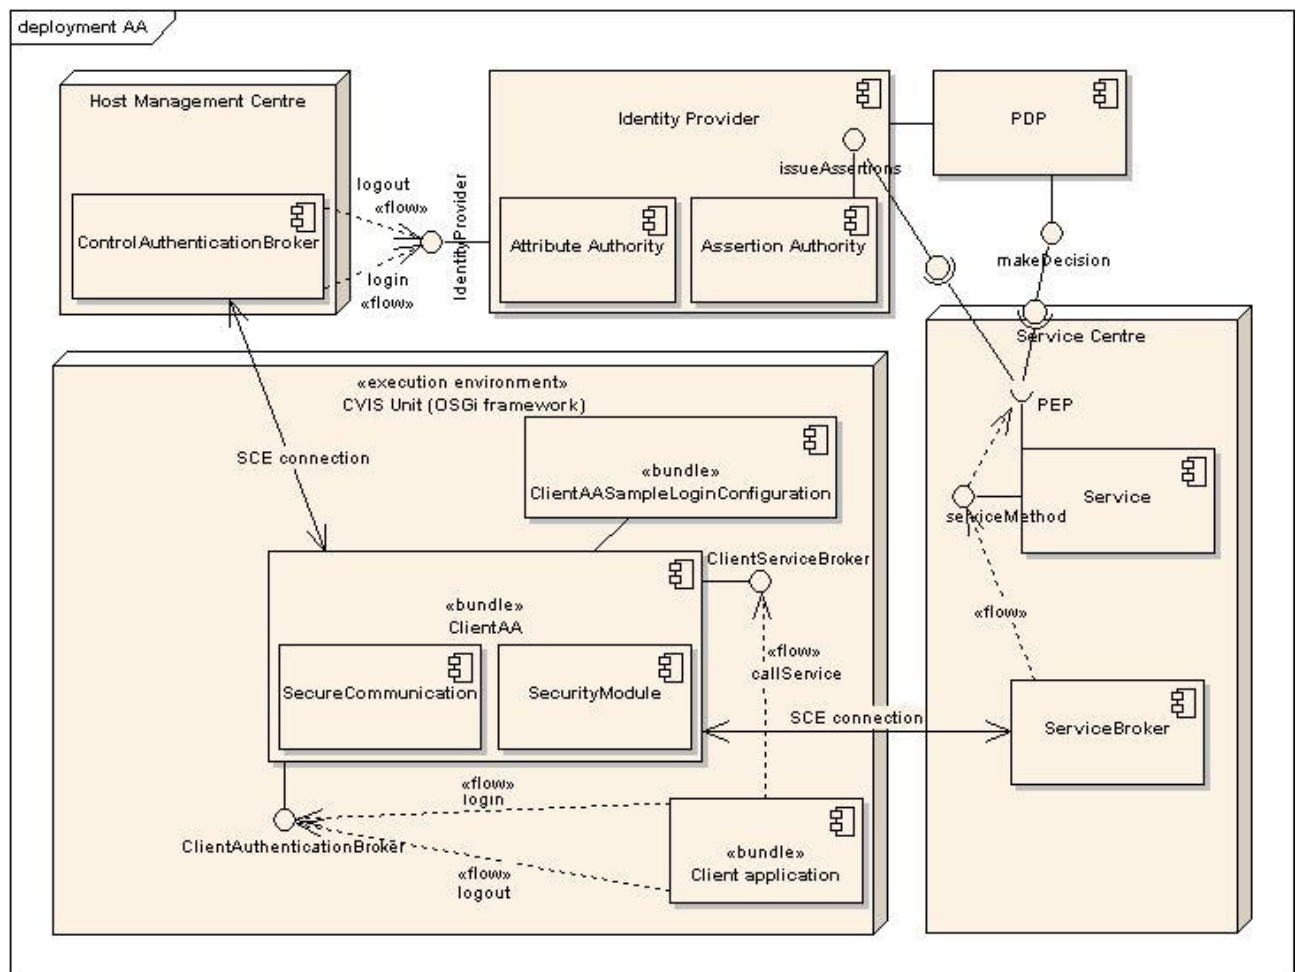 deployment AA
Host Management Centre
Identity Provider
PDP
issueAssertions
logout
«flow»
IdentityProvider
ControlAuthenticationBroker
Attribute Authority
Assertion Authority
makeDecision
login
«flow»
Service Centre
«execution environment»
CVIS Unit (OSGi framework)
PEP
SCE connection
«bundle»
ClientAASampleLoginConfiguration
Service
serviceMethod
ClientServiceBroker
«bundle»
ClientAA
«flow»
«flow»
callService
SecureCommunication
SecurityModule
SCE connection
ServiceBroker
«flow»
login
ClientAuthenticationBroker
«bundle»
Client application
«flow»
logout